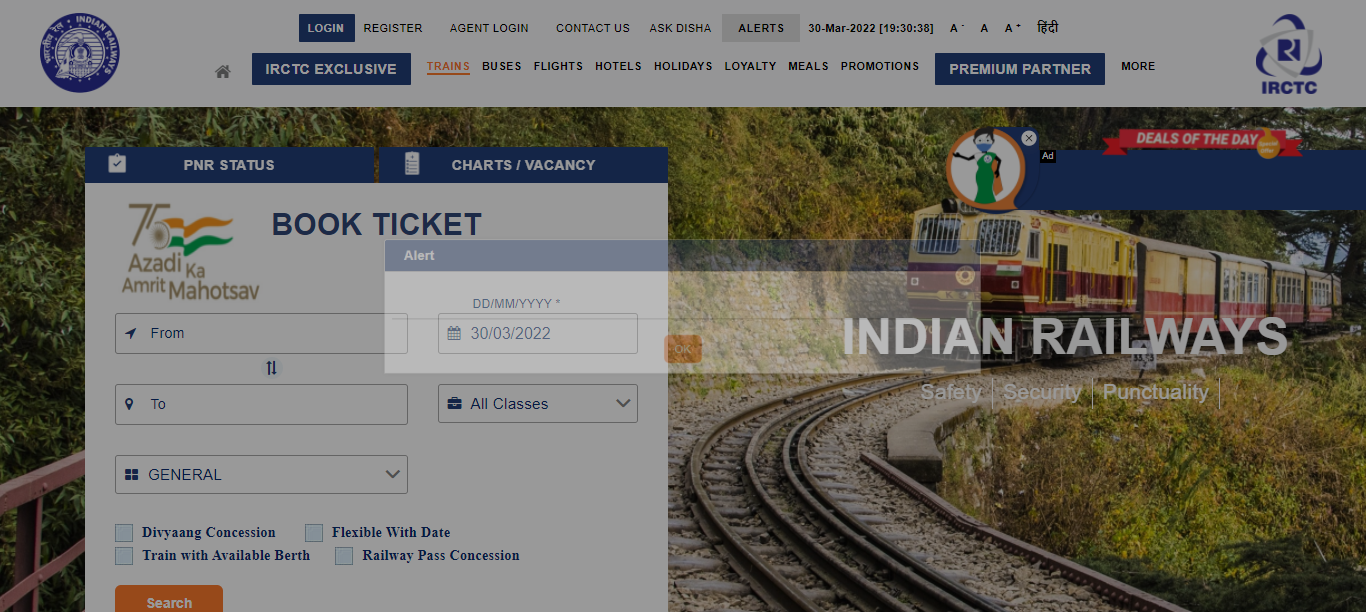 LOGIN REGISTER AGENT LOGIN CONTACT US ASK DISHA ALERTS 30-Mar-2022 [19:30:38] A - A A + हिंदी
IRCTC EXCLUSIVE TRAINS BUSES FLIGHTS HOTELS HOLIDAYS LOYALTY MEALS PROMOTIONS PREMIUM PARTNER MORE
INDIAN RAILWAYS
भारतीय रेल
IRCTC
PNR STATUS CHARTS / VACANCY
DEALS OF THE DAY
Special offer
Ad
75
Azadi Ka
Amrit Mahotsav
BOOK TICKET
Alert
DD/MM/YYYY *
From
30/03/2022
OK
INDIAN RAILWAYS
Safety | Security | Punctuality |
To
All Classes
GENERAL
Divyaang Concession Flexible With Date
Train with Available Berth Railway Pass Concession
Search